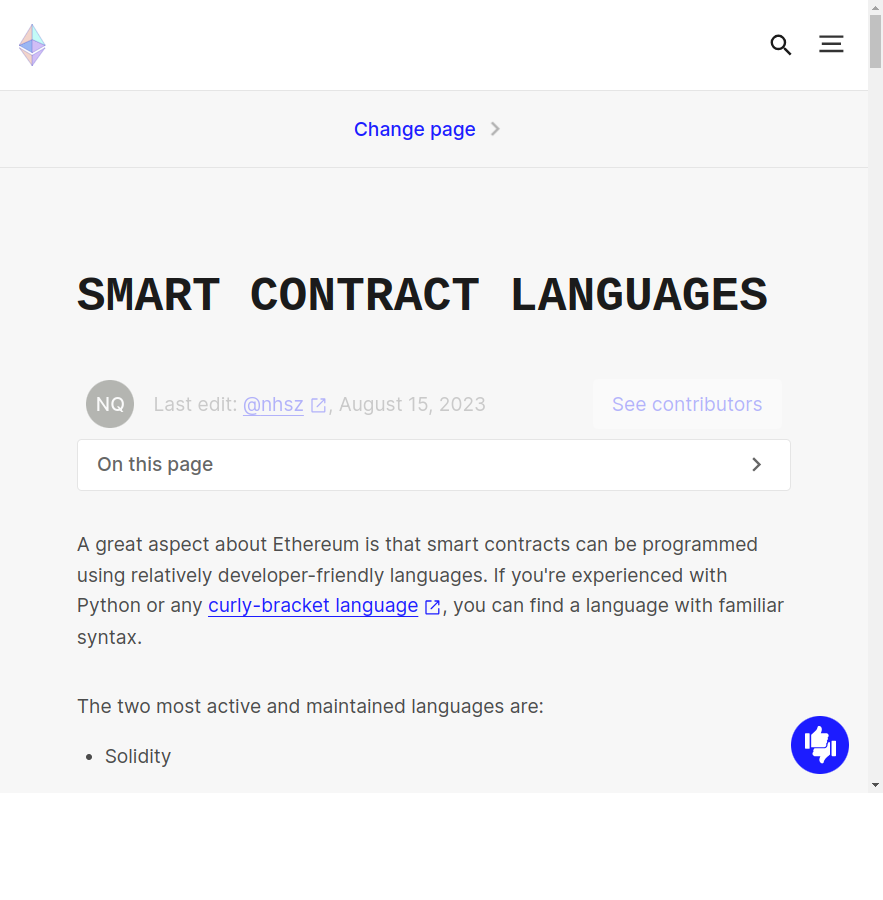 Change page
SMART CONTRACT LANGUAGES
NQ
Last edit: @nhsz, August 15, 2023
See contributors
On this page
A great aspect about Ethereum is that smart contracts can be programmed
using relatively developer-friendly languages. If you're experienced with
Python or any curly-bracket language, you can find a language with familiar
syntax.
The two most active and maintained languages are:
• Solidity